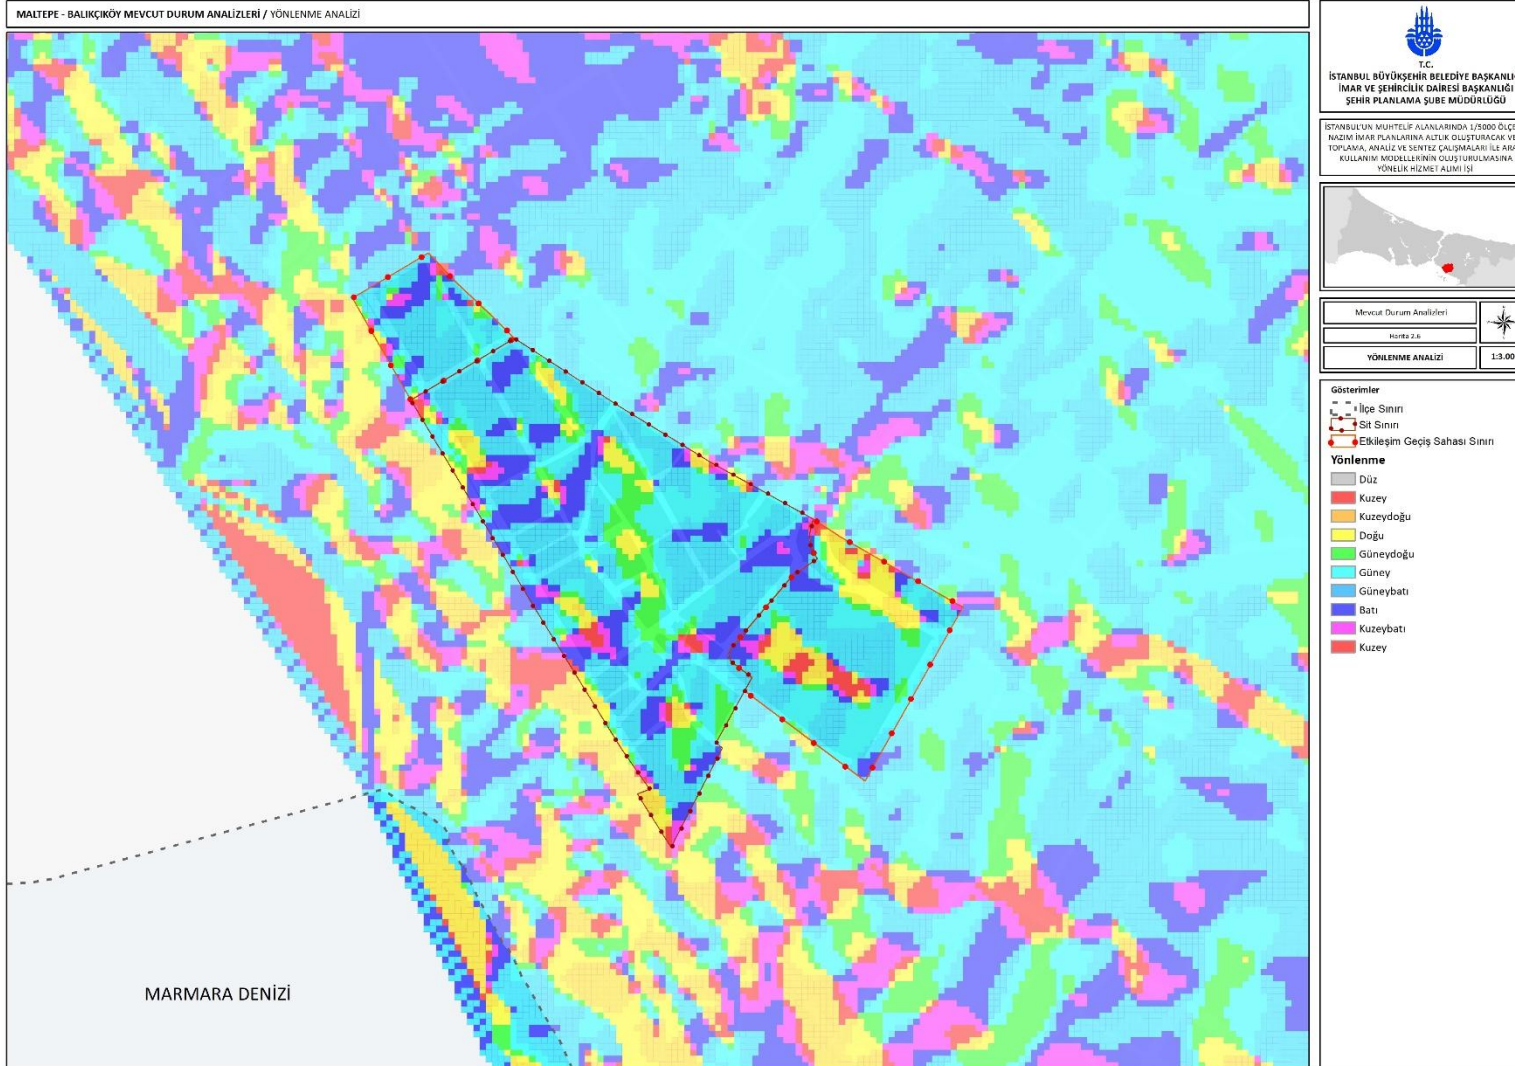 MALTEPE - BALIKÇIKÖY MEVCUT DURUM ANALİZLERİ / YÖNLENME ANALİZİ
T.C.
İSTANBUL BÜYÜKŞEHİR BELEDİYE BAŞKANLIĞ
İMAR VE ŞEHİRCİLİK DAİRESİ BAŞKANLIĞI
ŞEHİR PLANLAMA ŞUBE MÜDÜRLÜĞÜ
İSTANBUL'UN MUHTELİF ALANLARINDA 1/5000 ÖLÇE
NAZIM İMAR PLANLARINA ALTLIK OLUŞTURACAK VE
TOPLAMA, ANALİZ VE SENTEZ ÇALIŞMALARI İLE ARA
KULLANIM MODELLERİNİN OLUŞTURULMASINA
YÖNELİK HİZMET ALIMI İŞİ
Mevcut Durum Analizleri
Harita 2.6
YÖNLENME ANALİZİ
1:3.00
Gösterimler
İlçe Sınırı
Sit Sınırı
Etkileşim Geçiş Sahası Sınırı
Yönlenme
Düz
Kuzey
Kuzeydoğu
Doğu
Güneydoğu
Güney
Güneybatı
Batı
Kuzeybatı
Kuzey
MARMARA DENİZİ